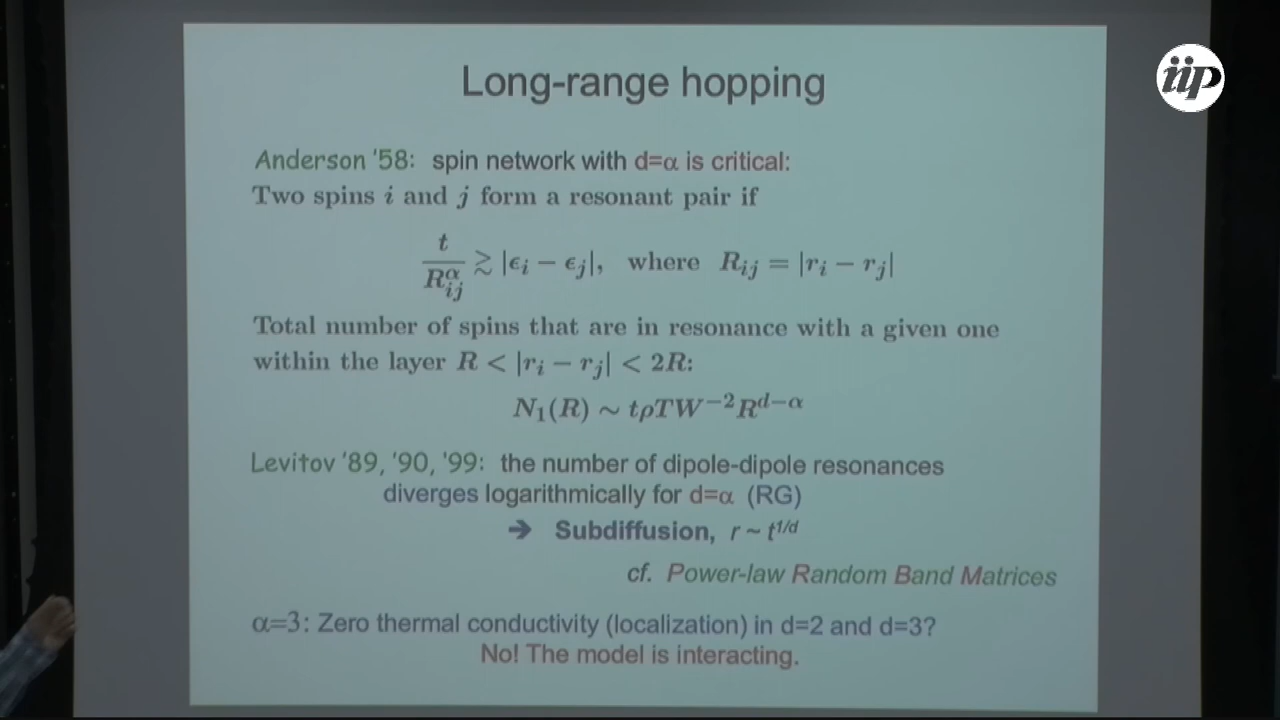 Long-range hopping
iip
Anderson '58: spin network with d=α is critical:
Two spins i and j form a resonant pair if
t/R_{ij}^α ≳ |ϵ_i − ϵ_j|, where R_{ij} = |r_i − r_j|
Total number of spins that are in resonance with a given one
within the layer R < |r_i − r_j| < 2R:
N_1(R) ~ tρTW^{−2}R^{d−α}
Levitov '89, '90, '99: the number of dipole-dipole resonances
diverges logarithmically for d=α (RG)
➔ Subdiffusion, r ~ t^{1/d}
cf. Power-law Random Band Matrices
α=3: Zero thermal conductivity (localization) in d=2 and d=3?
No! The model is interacting.